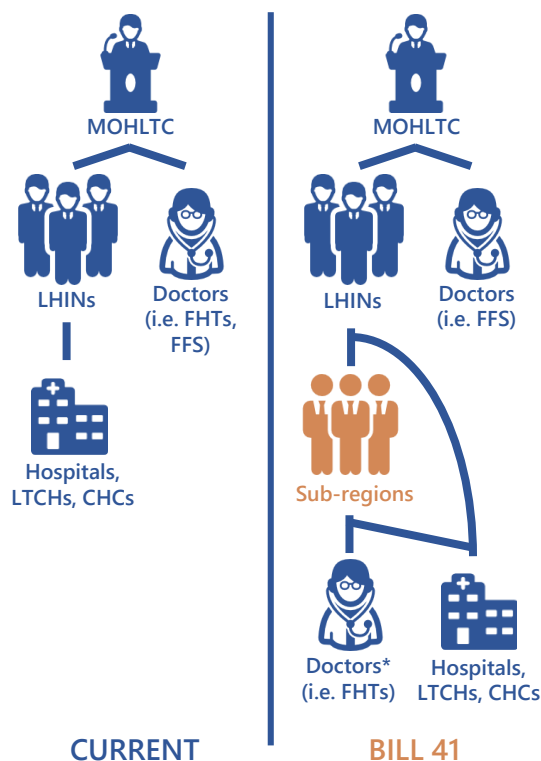 MOHLTC
LHINs
Doctors
(i.e. FHTs,
FFS)
Hospitals,
LTCHs, CHCs
CURRENT
MOHLTC
LHINs
Doctors
(i.e. FFS)
Sub-regions
Doctors*
(i.e. FHTs)
Hospitals,
LTCHs, CHCs
BILL 41